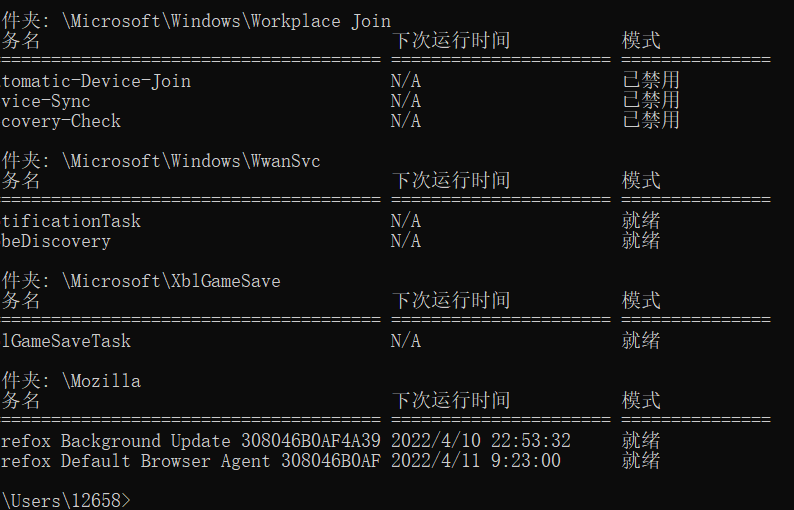 件夹: \Microsoft\Windows\Workplace Join
务名 下次运行时间 模式
====================================== ====================== ===============
tomatic-Device-Join N/A 已禁用
vice-Sync N/A 已禁用
covery-Check N/A 已禁用
件夹: \Microsoft\Windows\WwanSvc
务名 下次运行时间 模式
====================================== ====================== ===============
tificationTask N/A 就绪
beDiscovery N/A 就绪
件夹: \Microsoft\XblGameSave
务名 下次运行时间 模式
====================================== ====================== ===============
lGameSaveTask N/A 就绪
件夹: \Mozilla
务名 下次运行时间 模式
====================================== ====================== ===============
refox Background Update 308046B0AF4A39 2022/4/10 22:53:32 就绪
refox Default Browser Agent 308046B0AF 2022/4/11 9:23:00 就绪
\Users\12658>